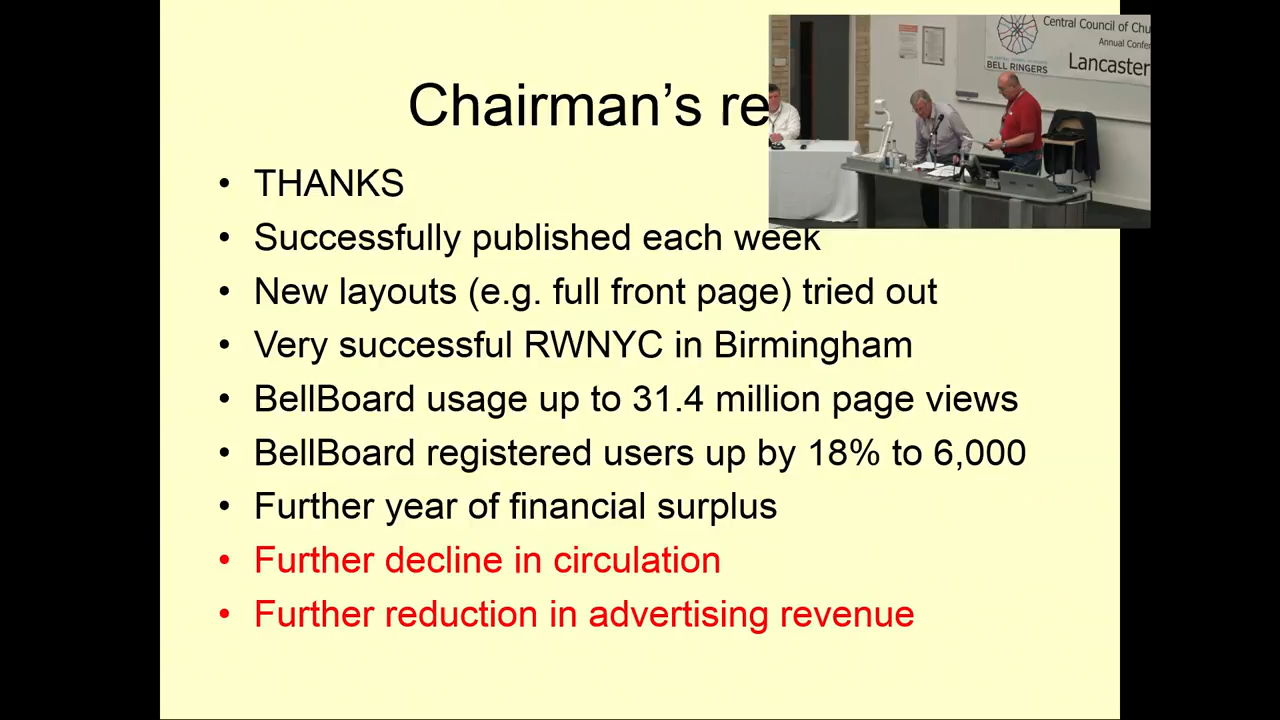 Chairman's re
• THANKS
• Successfully published each week
• New layouts (e.g. full front page) tried out
• Very successful RWNYC in Birmingham
• BellBoard usage up to 31.4 million page views
• BellBoard registered users up by 18% to 6,000
• Further year of financial surplus
• Further decline in circulation
• Further reduction in advertising revenue
Central Council of Chu
Annual Confe
BELL RINGERS
Lancaster